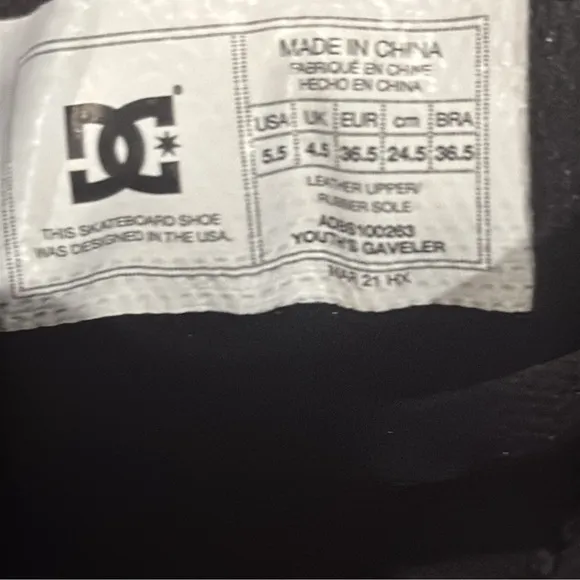 DC
®
THIS SKATEBOARD SHOE
WAS DESIGNED IN THE USA.
MADE IN CHINA
FABRIQUÉ EN CHINE
HECHO EN CHINA
USA UK EUR cm BRA
5.5 4.5 36.5 24.5 36.5
LEATHER UPPER/
RUBBER SOLE
ADBS100263
YOUTH'S GAVELER
MAR 21 HX